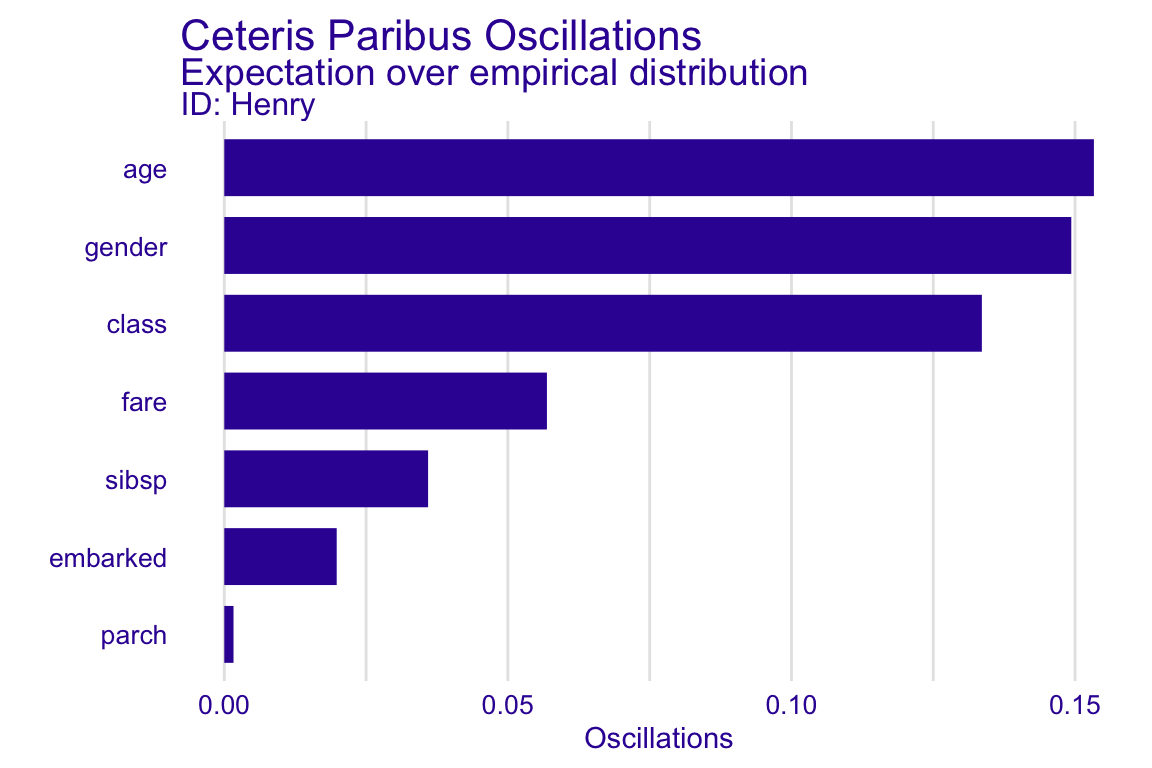 Ceteris Paribus Oscillations
Expectation over empirical distribution
ID: Henry
age
gender
class
fare
sibsp
embarked
parch
0.00 0.05 0.10 0.15
Oscillations